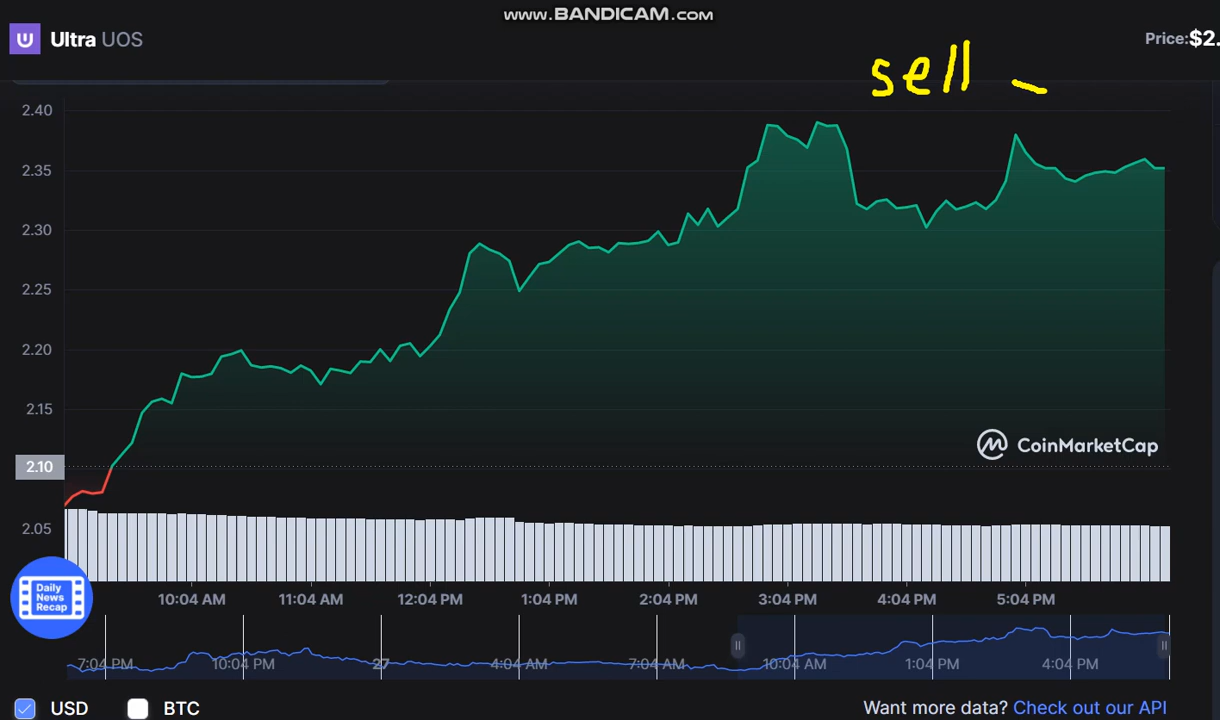 www.BANDICAM.com
Ultra UOS
Price:$2.
sell _
2.40
2.35
2.30
2.25
2.20
2.15
2.10
2.05
CoinMarketCap
Daily
News
Recap
10:04 AM 11:04 AM 12:04 PM 1:04 PM 2:04 PM 3:04 PM 4:04 PM 5:04 PM
7:04 PM 10:04 PM 27 4:04 AM 7:04 AM 10:04 AM 1:04 PM 4:04 PM
USD BTC
Want more data? Check out our API